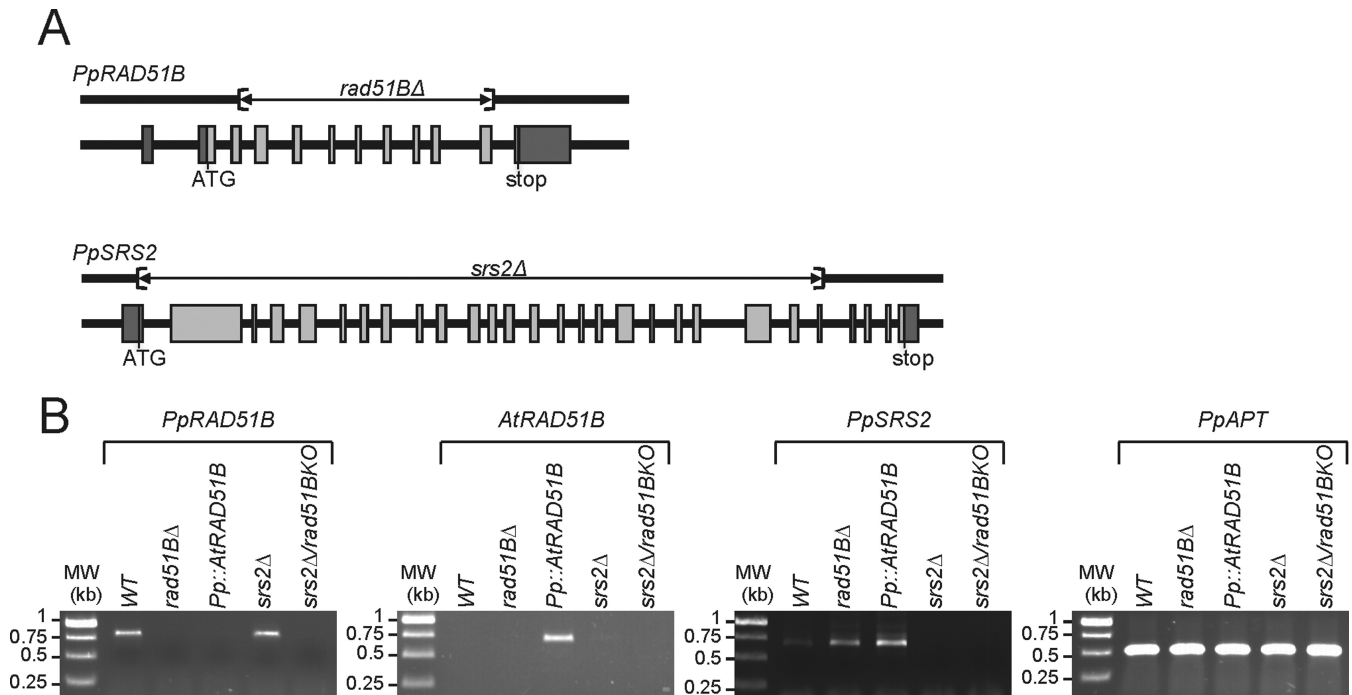 A
PpRAD51B
rad51BΔ
ATG
stop
PpSRS2
srs2Δ
ATG
stop
B
PpRAD51B
MW
(kb)
WT
rad51BΔ
Pp::AtRAD51B
srs2Δ
srs2Δ/rad51BKO
1
0.75
0.5
0.25
AtRAD51B
MW
(kb)
WT
rad51BΔ
Pp::AtRAD51B
srs2Δ
srs2Δ/rad51BKO
1
0.75
0.5
0.25
PpSRS2
MW
(kb)
WT
rad51BΔ
Pp::AtRAD51B
srs2Δ
srs2Δ/rad51BKO
1
0.75
0.5
0.25
PpAPT
MW
(kb)
WT
rad51BΔ
Pp::AtRAD51B
srs2Δ
srs2Δ/rad51BKO
1
0.75
0.5
0.25